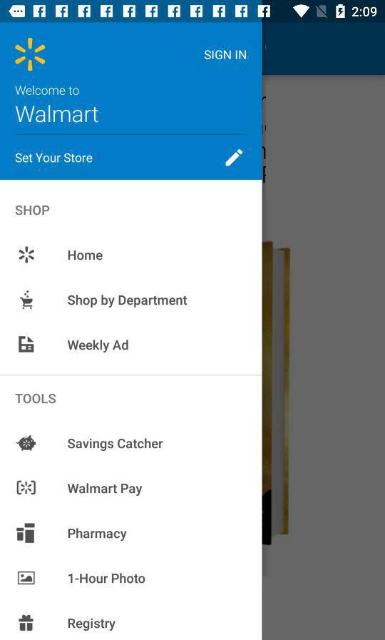 2:09
SIGN IN
Welcome to
Walmart
Set Your Store
SHOP
Home
Shop by Department
Weekly Ad
TOOLS
Savings Catcher
Walmart Pay
Pharmacy
1-Hour Photo
Registry